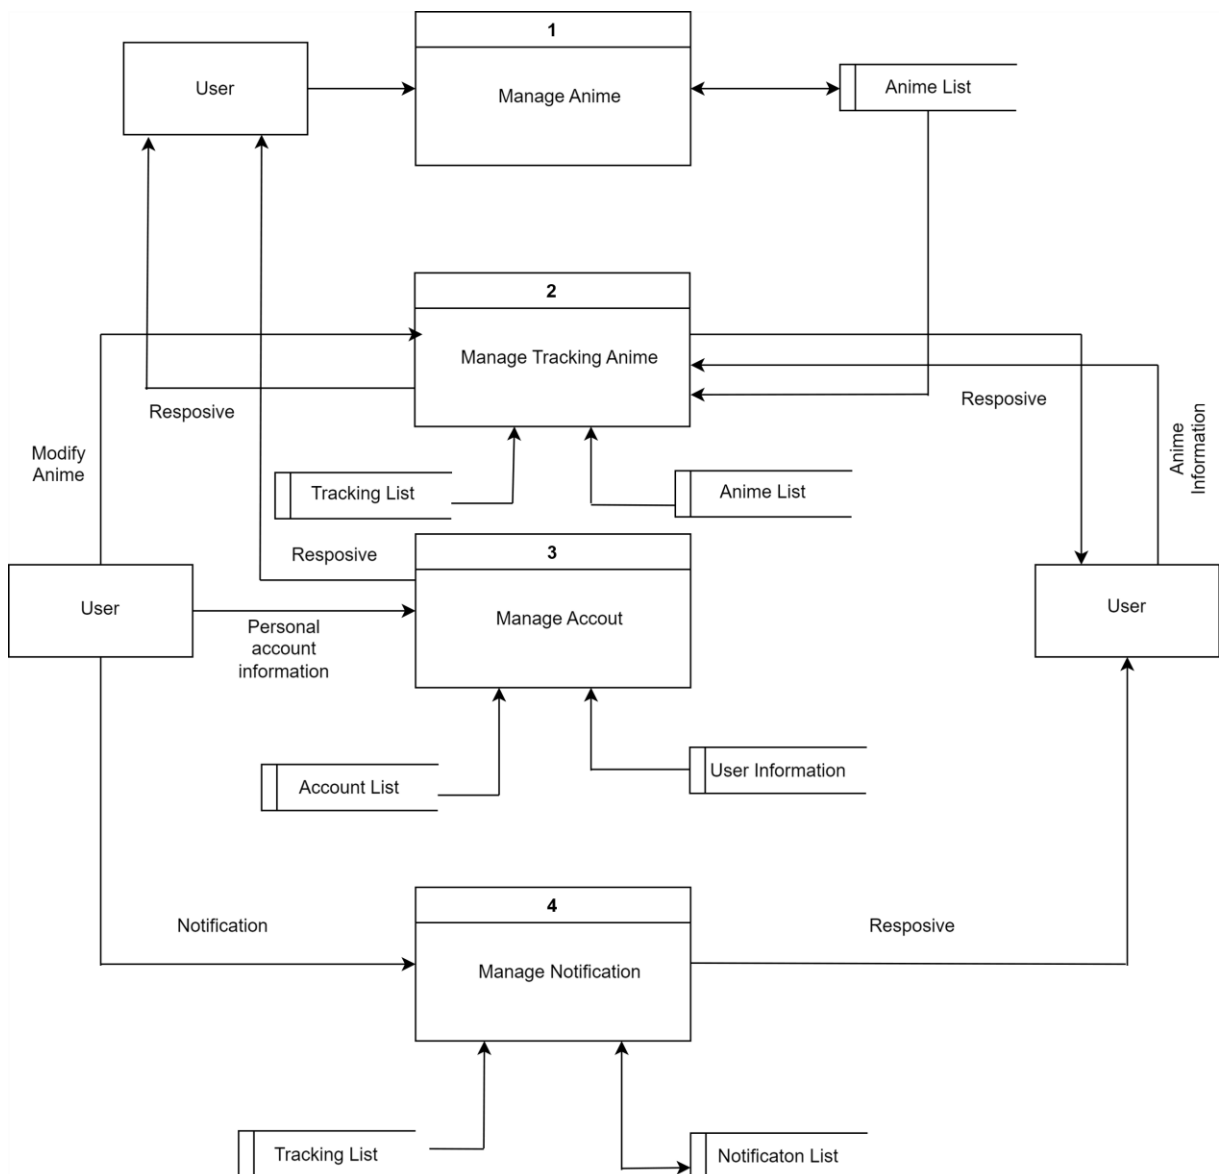 1
User
Manage Anime
Anime List
2
Manage Tracking Anime
Resposive
Resposive
Modify
Anime
Anime
Information
Tracking List
Anime List
Resposive
3
User
Personal
account
information
Manage Accout
User
Account List
User Information
4
Notification
Manage Notification
Resposive
Tracking List
Notificaton List